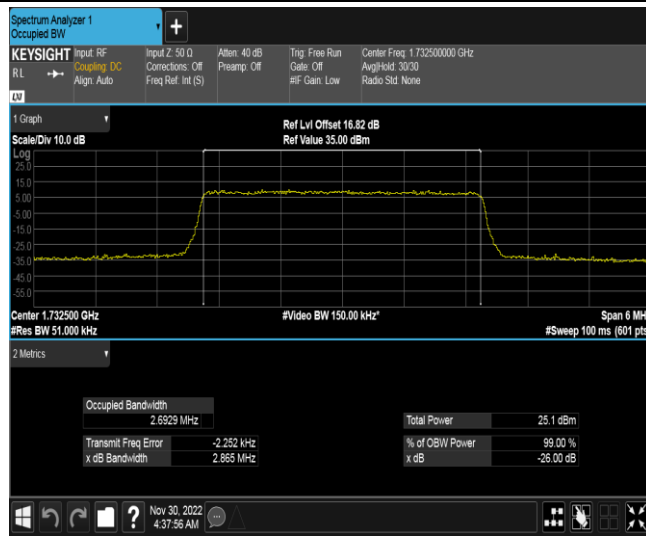 Spectrum Analyzer 1
Occupied BW
KEYSIGHT
Input: RF
Coupling: DC
Align: Auto
Input Z: 50 Ω
Corrections: Off
Freq Ref: Int (S)
Atten: 40 dB
Preamp: Off
Trig: Free Run
Gate: Off
#IF Gain: Low
Center Freq: 1.732500000 GHz
Avg|Hold: 30/30
Radio Std: None
RL
LXI
1 Graph
Scale/Div 10.0 dB
Ref Lvl Offset 16.82 dB
Ref Value 35.00 dBm
Log
25.0
15.0
5.00
-5.00
-15.0
-25.0
-35.0
-45.0
-55.0
Center 1.732500 GHz
#Res BW 51.000 kHz
#Video BW 150.00 kHz*
Span 6 MH
#Sweep 100 ms (601 pts
2 Metrics
Occupied Bandwidth
2.6929 MHz
Transmit Freq Error -2.252 kHz
x dB Bandwidth 2.865 MHz
Total Power 25.1 dBm
% of OBW Power 99.00 %
x dB -26.00 dB
?
Nov 30, 2022
4:37:56 AM